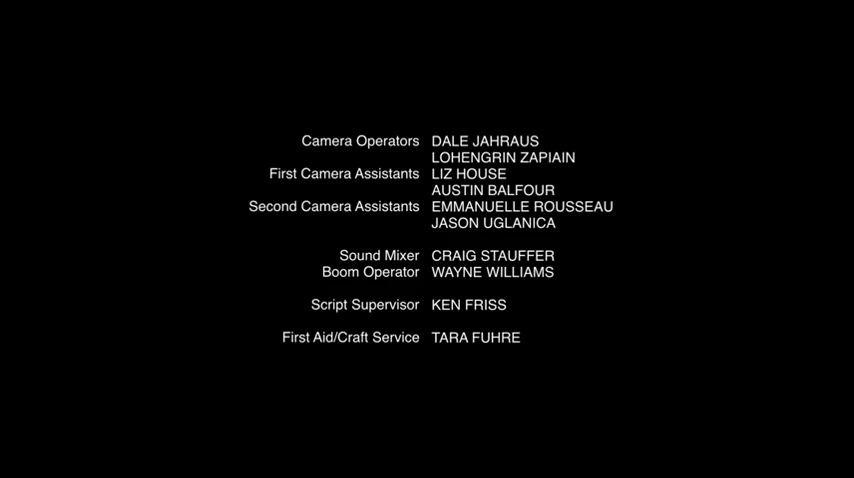 Camera Operators DALE JAHRAUS
LOHENGRIN ZAPIAIN
First Camera Assistants LIZ HOUSE
AUSTIN BALFOUR
Second Camera Assistants EMMANUELLE ROUSSEAU
JASON UGLANICA
Sound Mixer CRAIG STAUFFER
Boom Operator WAYNE WILLIAMS
Script Supervisor KEN FRISS
First Aid/Craft Service TARA FUHRE